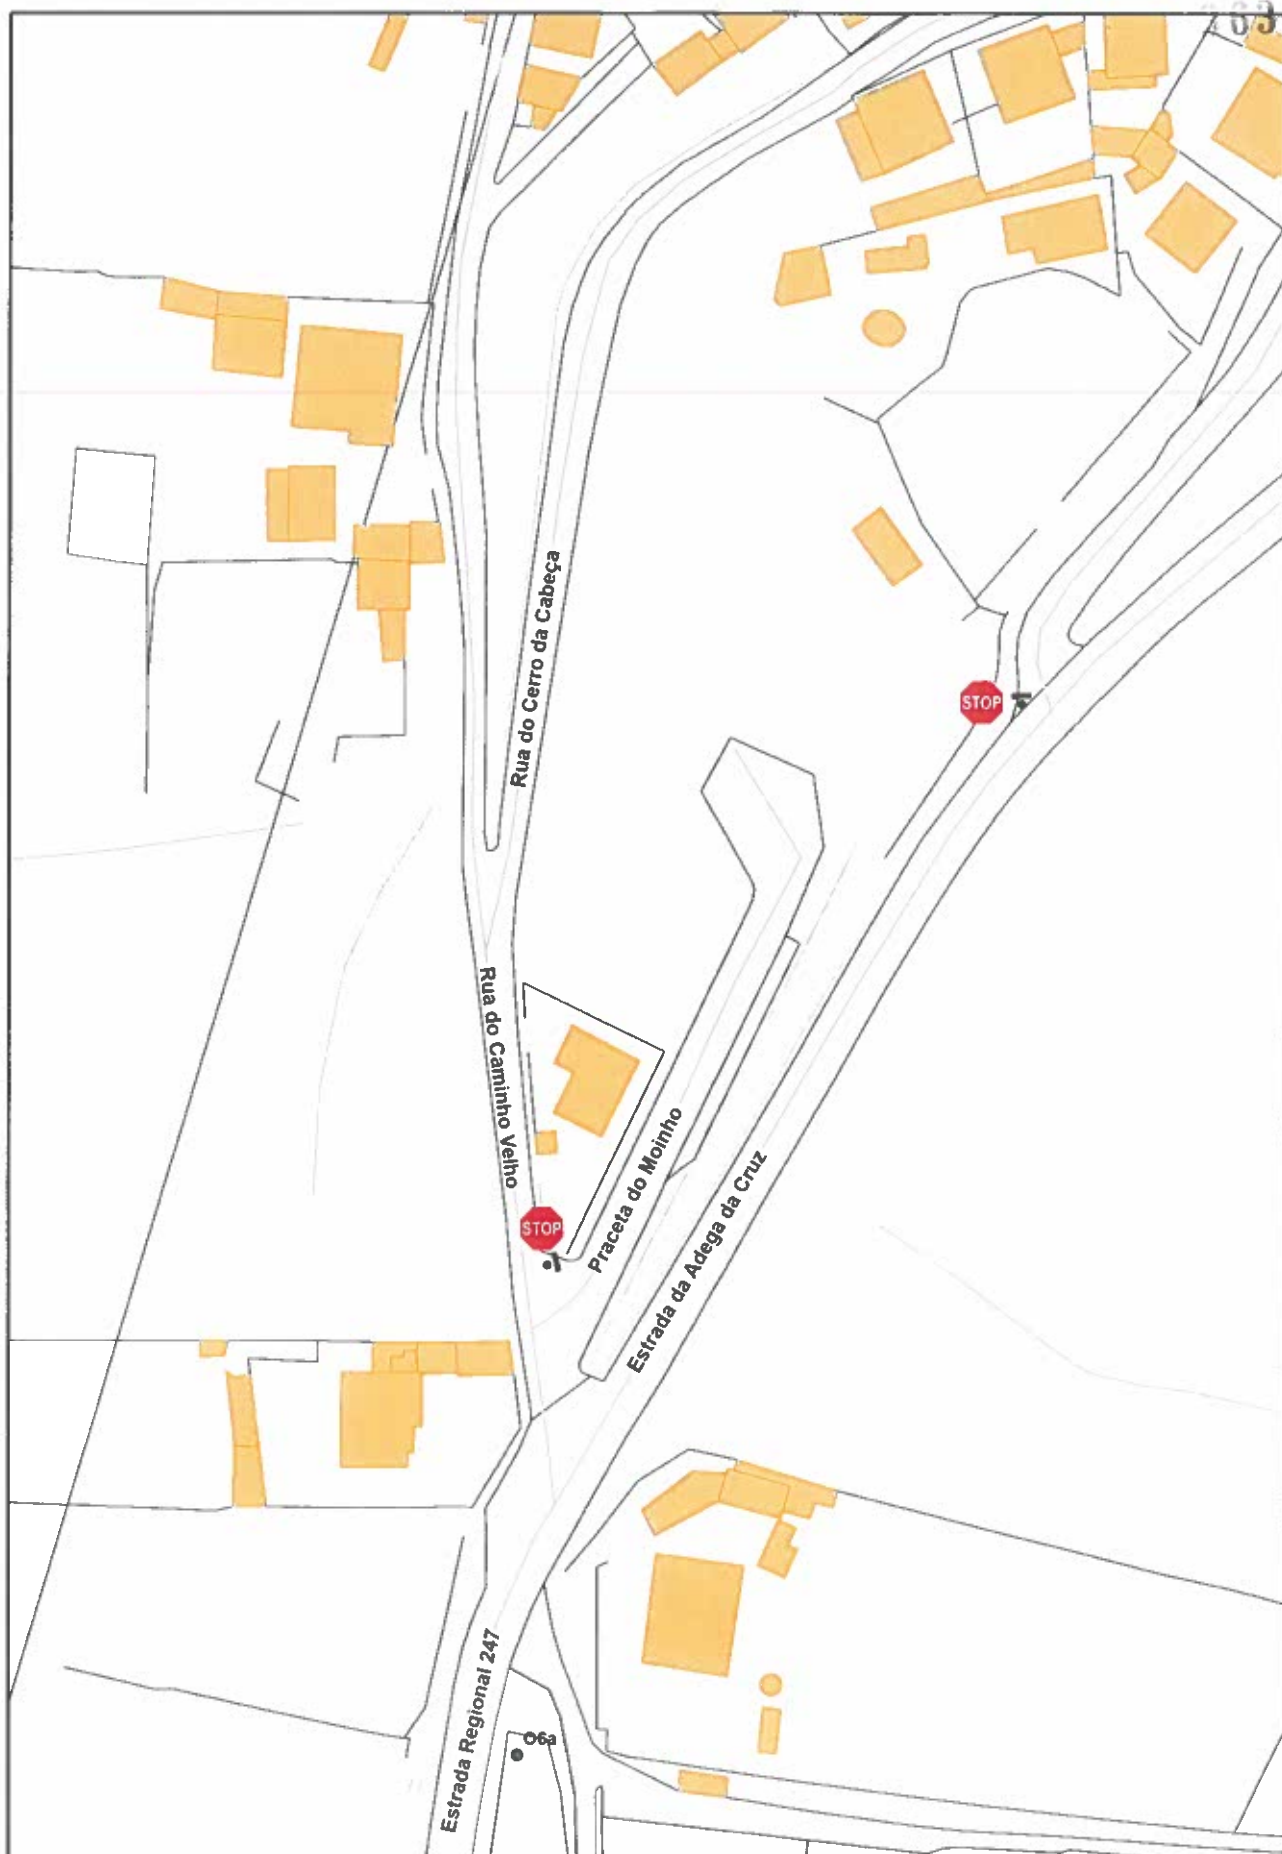 63
Rua do Cerro da Cabeça
STOP
Rua do Caminho Velho
Praceta do Moinho
STOP
Estrada da Adega da Cruz
Estrada Regional 247